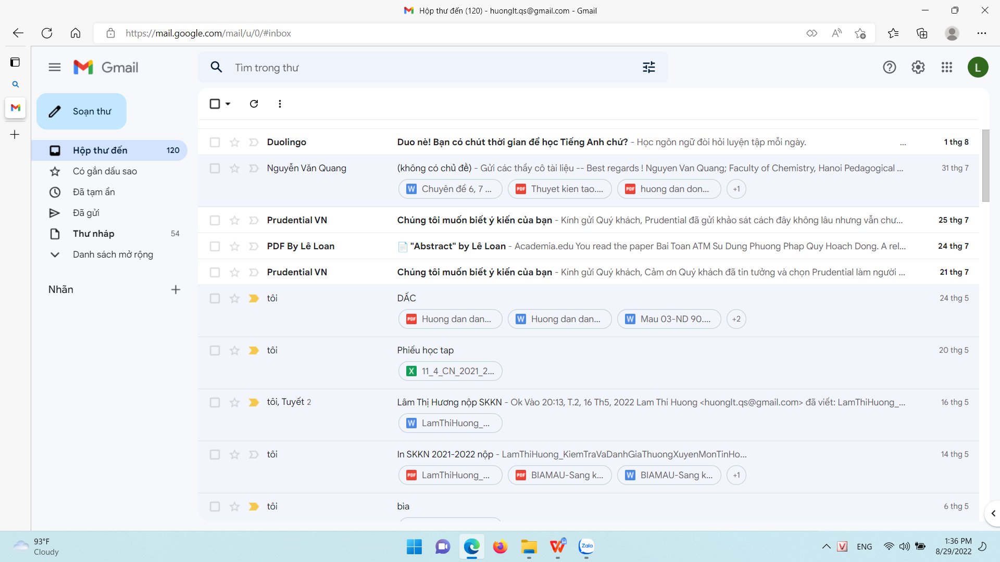 Hộp thư đến (120) - huonglt.qs@gmail.com - Gmail
https://mail.google.com/mail/u/0/#inbox
Gmail
Tìm trong thư
L
Soạn thư
Hộp thư đến 120
Có gắn dấu sao
Đã tạm ẩn
Đã gửi
Thư nháp 54
Danh sách mở rộng
Nhãn
Duolingo Duo nè! Bạn có chút thời gian để học Tiếng Anh chứ? - Học ngôn ngữ đòi hỏi luyện tập mỗi ngày. ... 1 thg 8
Nguyễn Văn Quang (không có chủ đề) - Gửi các thầy cô tài liệu -- Best regards ! Nguyen Van Quang; Faculty of Chemistry, Hanoi Pedagogical ... 31 thg 7
W Chuyên đề 6, 7 ... PDF Thuyet kien tao.... PDF huong dan don... +1
Prudential VN Chúng tôi muốn biết ý kiến của bạn - Kính gửi Quý khách, Prudential đã gửi khảo sát cách đây không lâu nhưng vẫn chư... 25 thg 7
PDF By Lê Loan 📄 "Abstract" by Lê Loan - Academia.edu You read the paper Bai Toan ATM Su Dung Phuong Phap Quy Hoach Dong. A rel... 24 thg 7
Prudential VN Chúng tôi muốn biết ý kiến của bạn - Kính gửi Quý khách, Cảm ơn Quý khách đã tin tưởng và chọn Prudential làm người ... 21 thg 7
tôi DẤC 24 thg 5
PDF Huong dan dan... W Huong dan dan... W Mau 03-ND 90.... +2
tôi Phiếu học tap 20 thg 5
X 11_4_CN_2021_2...
tôi, Tuyết 2 Lâm Thị Hương nộp SKKN - Ok Vào 20:13, T.2, 16 Th5, 2022 Lam Thi Huong <huonglt.qs@gmail.com> đã viết: LamThiHuong_... 16 thg 5
W LamThiHuong_...
tôi In SKKN 2021-2022 nộp - LamThiHuong_KiemTraVaDanhGiaThuongXuyenMonTinHo... 14 thg 5
PDF LamThiHuong_... PDF BIAMAU-Sang k... W BIAMAU-Sang k... +1
tôi bìa 6 thg 5
93°F
Cloudy
Zalo
V
ENG
1:36 PM
8/29/2022